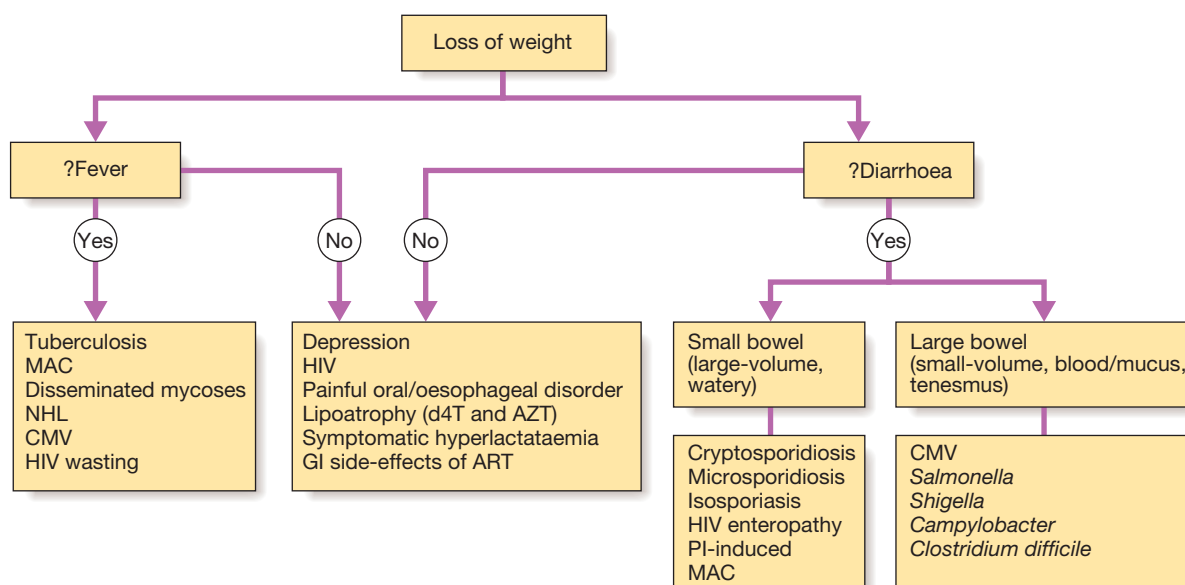 Loss of weight
?Fever
?Diarrhoea
Yes
No
No
Yes
Tuberculosis
MAC
Disseminated mycoses
NHL
CMV
HIV wasting
Depression
HIV
Painful oral/oesophageal disorder
Lipoatrophy (d4T and AZT)
Symptomatic hyperlactataemia
GI side-effects of ART
Small bowel
(large-volume,
watery)
Large bowel
(small-volume, blood/mucus,
tenesmus)
Cryptosporidiosis
Microsporidiosis
Isosporiasis
HIV enteropathy
PI-induced
MAC
CMV
Salmonella
Shigella
Campylobacter
Clostridium difficile